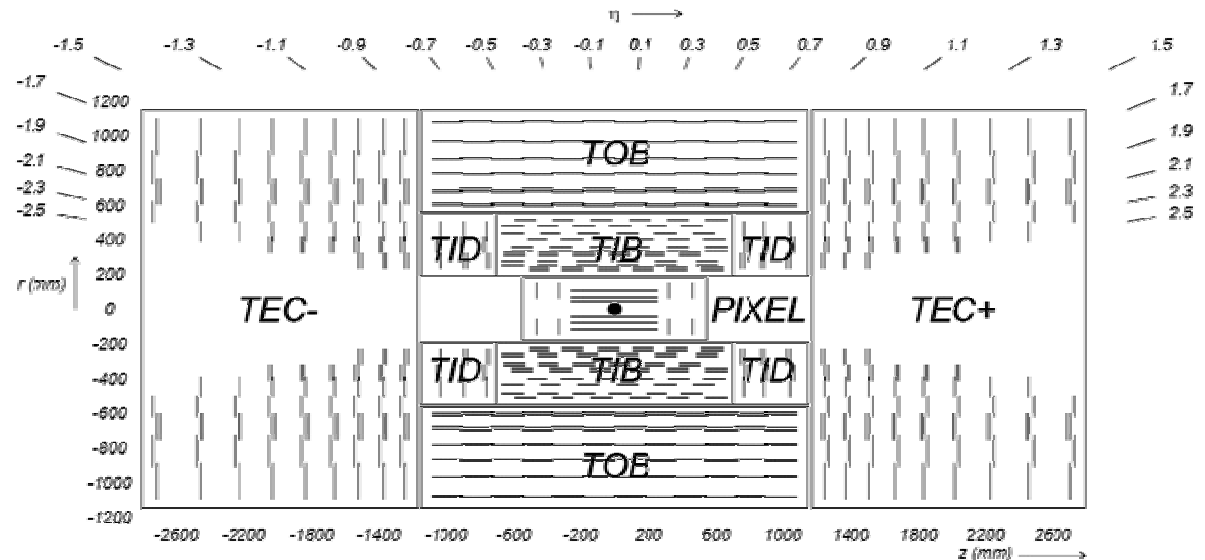 η
-1.5 -1.3 -1.1 -0.9 -0.7 -0.5 -0.3 -0.1 0.1 0.3 0.5 0.7 0.9 1.1 1.3 1.5
-1.7 1200 1.7
-1.9 1000 TOB 1.9
-2.1 800 2.1
-2.3 600 2.3
-2.5 2.5
400 TID TIB TID
200
r (mm) 0 TEC- PIXEL TEC+
-200
-400 TID TIB TID
-600
-800 TOB
-1000
-1200
-2600 -2200 -1800 -1400 -1000 -600 -200 200 600 1000 1400 1800 2200 2600
z (mm)